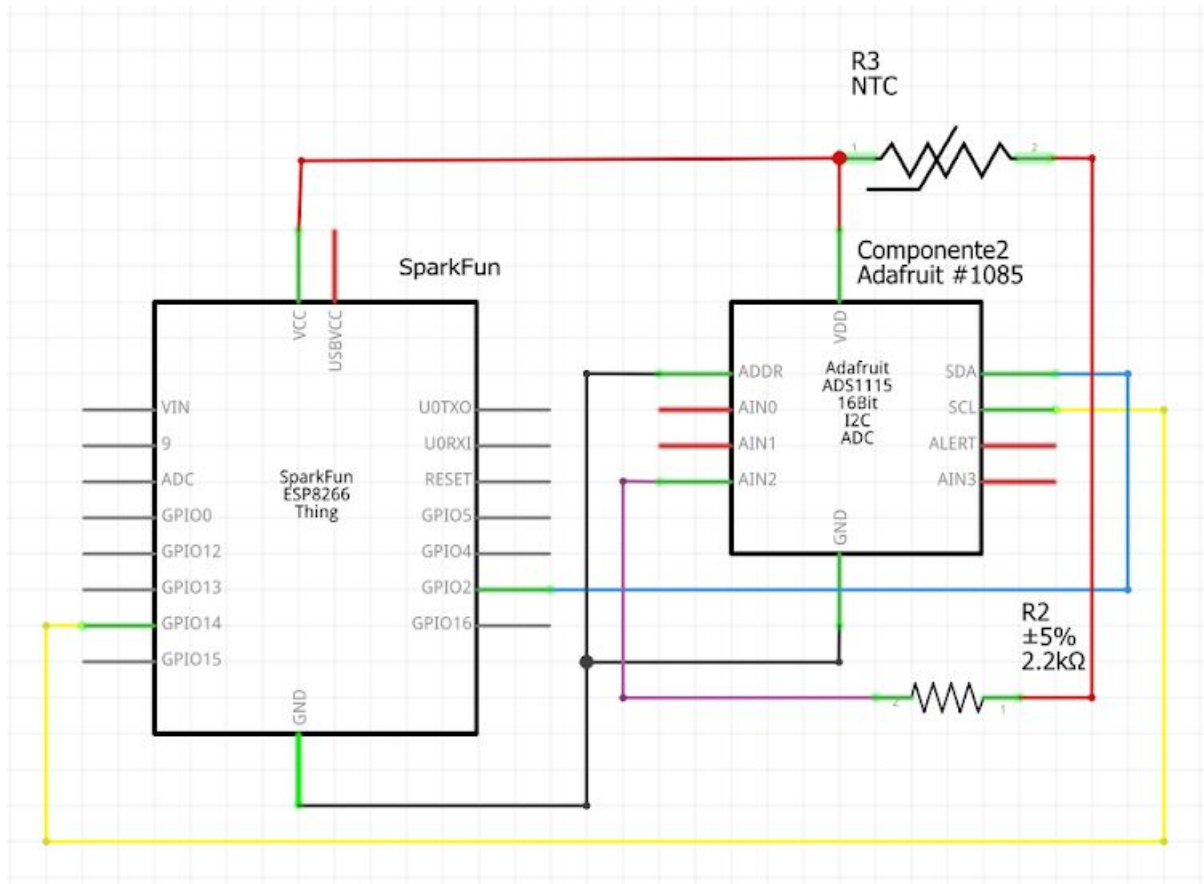 R3
NTC
1
2
SparkFun
Componente2
Adafruit #1085
VCC
USBVCC
VIN
9
ADC
GPIO0
GPIO12
GPIO13
GPIO14
GPIO15
SparkFun
ESP8266
Thing
U0TXO
U0RXI
RESET
GPIO5
GPIO4
GPIO2
GPIO16
GND
VDD
ADDR
AIN0
AIN1
AIN2
Adafruit
ADS1115
16Bit
I2C
ADC
SDA
SCL
ALERT
AIN3
GND
R2
±5%
2.2kΩ
2
1